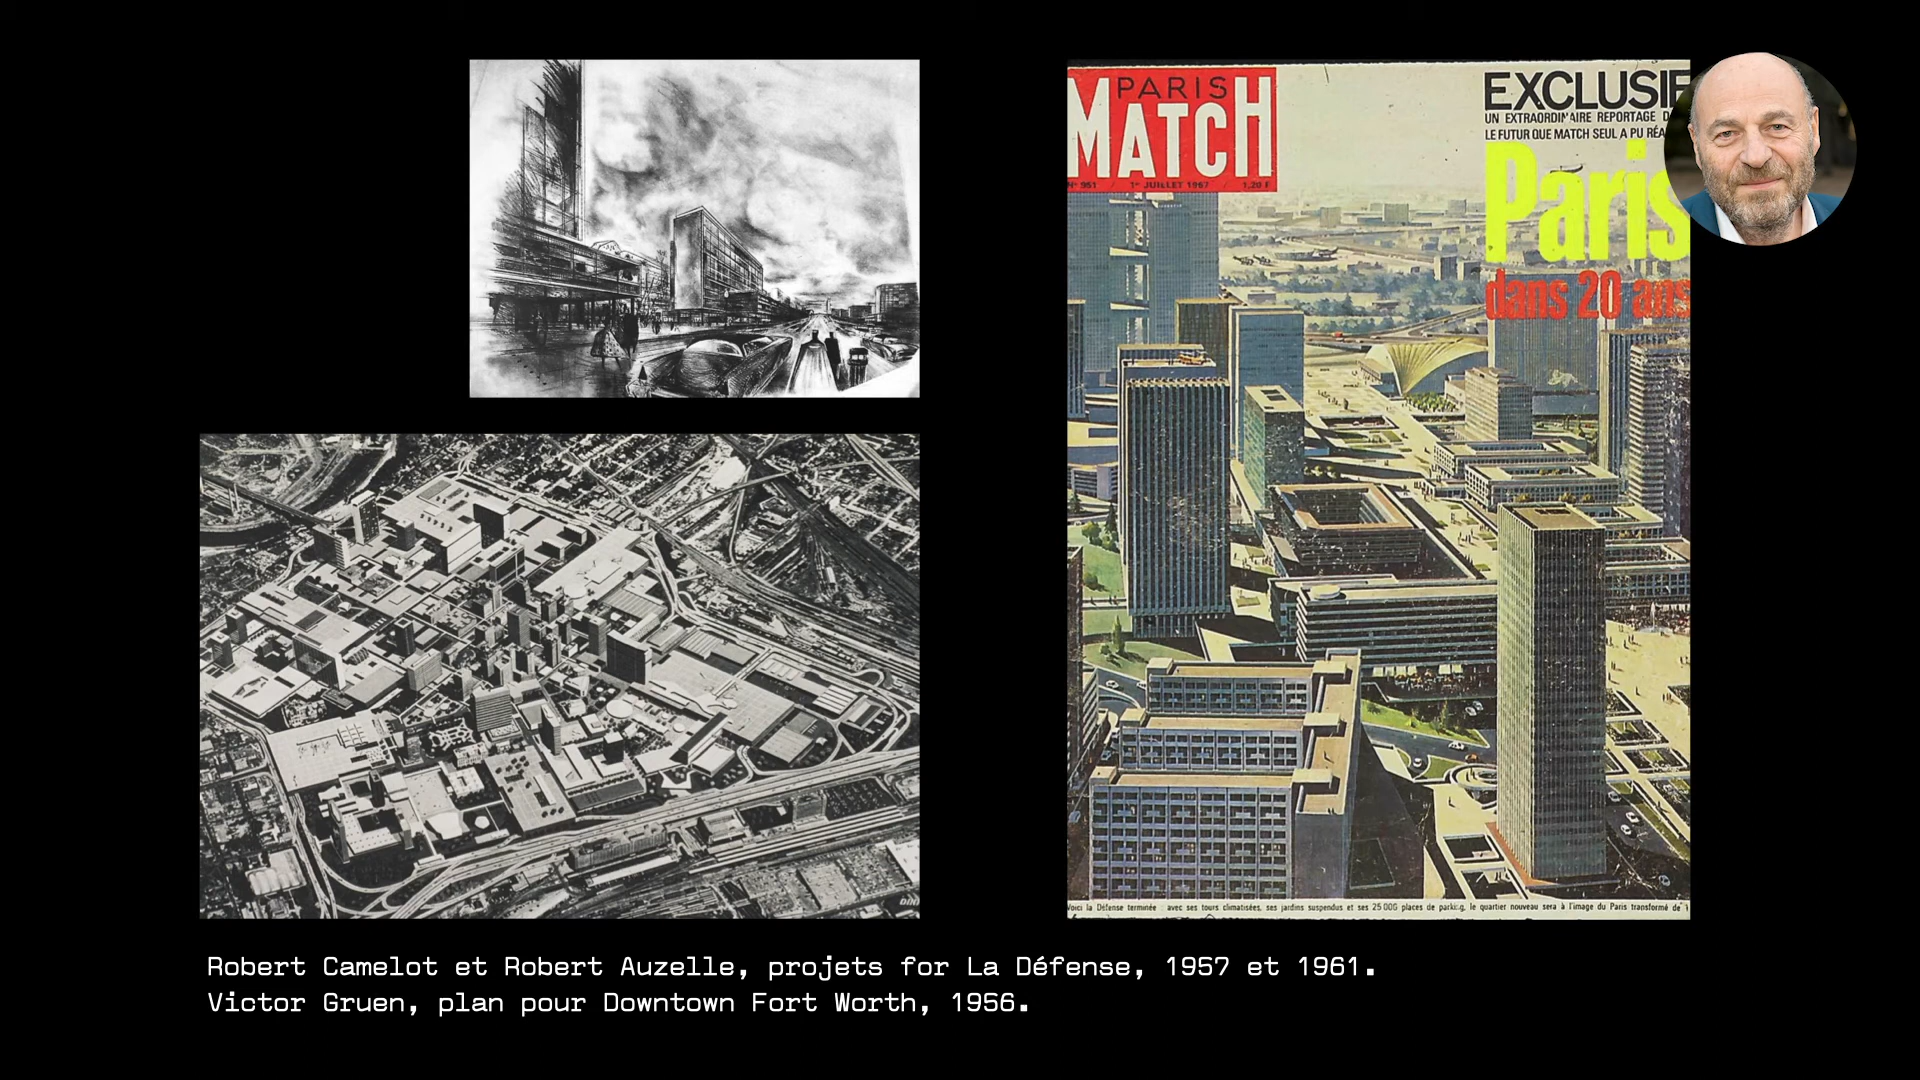 PARIS
MATCH
N° 951 / 1er JUILLET 1967 / 1,20 F
EXCLUSIF
UN EXTRAORDINAIRE REPORTAGE
LE FUTUR QUE MATCH SEUL A PU
Paris
dans 20 ans
Voici la Défense terminée : avec ses tours climatisées, ses jardins suspendus et ses 25 000 places de parking, le quartier nouveau sera à l'image du Paris transformé de
Robert Camelot et Robert Auzelle, projets for La Défense, 1957 et 1961.
Victor Gruen, plan pour Downtown Fort Worth, 1956.